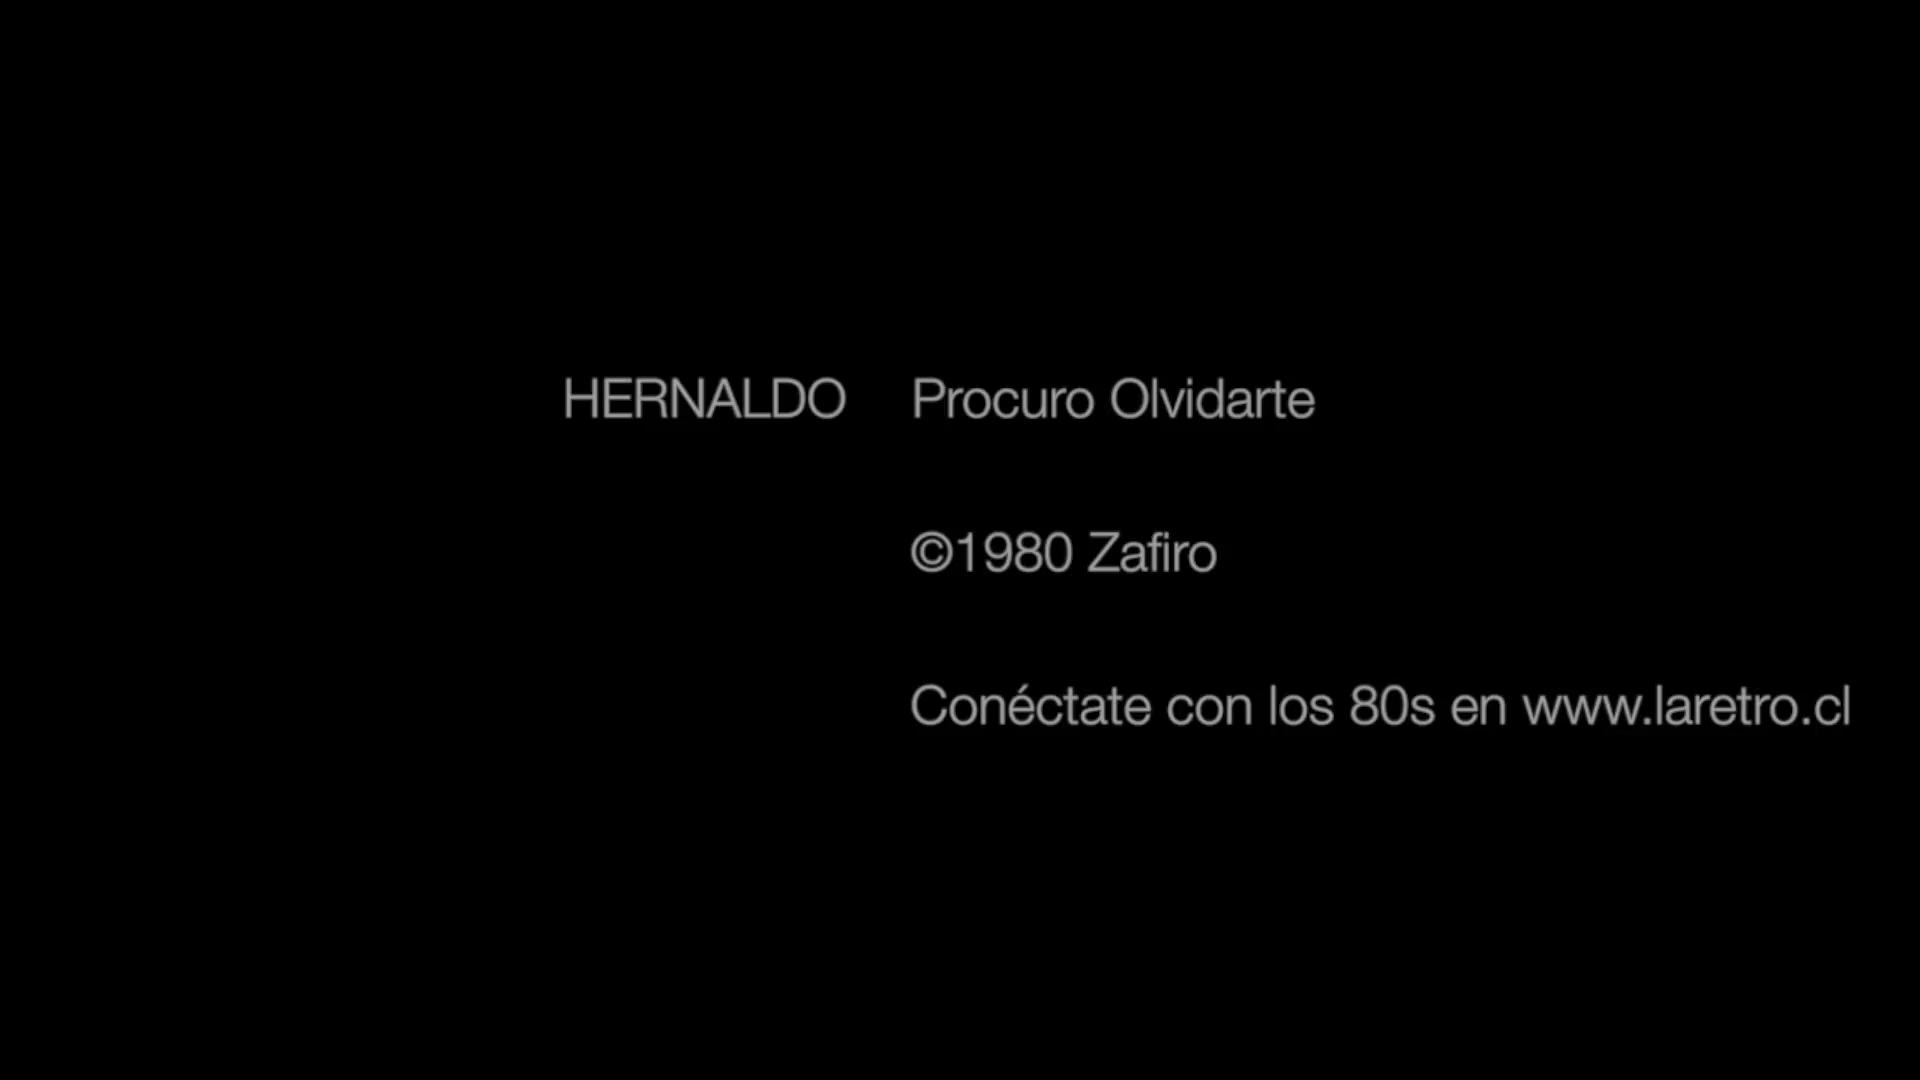 HERNALDO Procuro Olvidarte
©1980 Zafiro
Conéctate con los 80s en www.laretro.cl